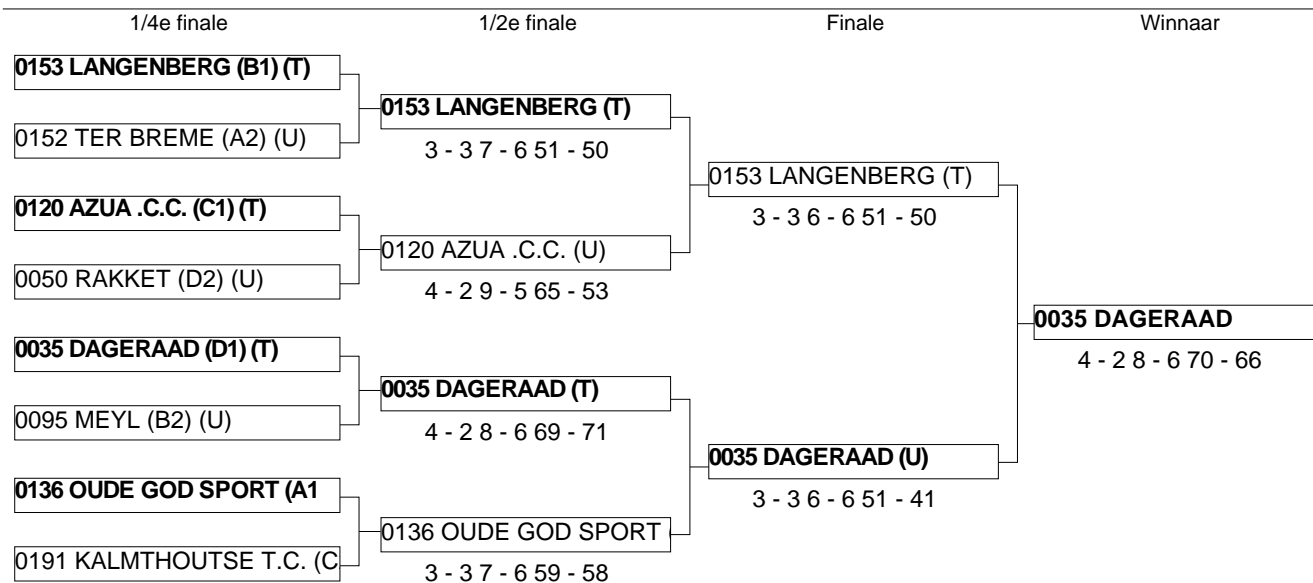 1/4e finale
1/2e finale
Finale
Winnaar
0153 LANGENBERG (B1) (T)
0152 TER BREME (A2) (U)
0120 AZUA .C.C. (C1) (T)
0050 RAKKET (D2) (U)
0035 DAGERAAD (D1) (T)
0095 MEYL (B2) (U)
0136 OUDE GOD SPORT (A1
0191 KALMTHOUTSE T.C. (C
0153 LANGENBERG (T)
3 - 3 7 - 6 51 - 50
0120 AZUA .C.C. (U)
4 - 2 9 - 5 65 - 53
0035 DAGERAAD (T)
4 - 2 8 - 6 69 - 71
0136 OUDE GOD SPORT
3 - 3 7 - 6 59 - 58
0153 LANGENBERG (T)
3 - 3 6 - 6 51 - 50
0035 DAGERAAD (U)
3 - 3 6 - 6 51 - 41
0035 DAGERAAD
4 - 2 8 - 6 70 - 66